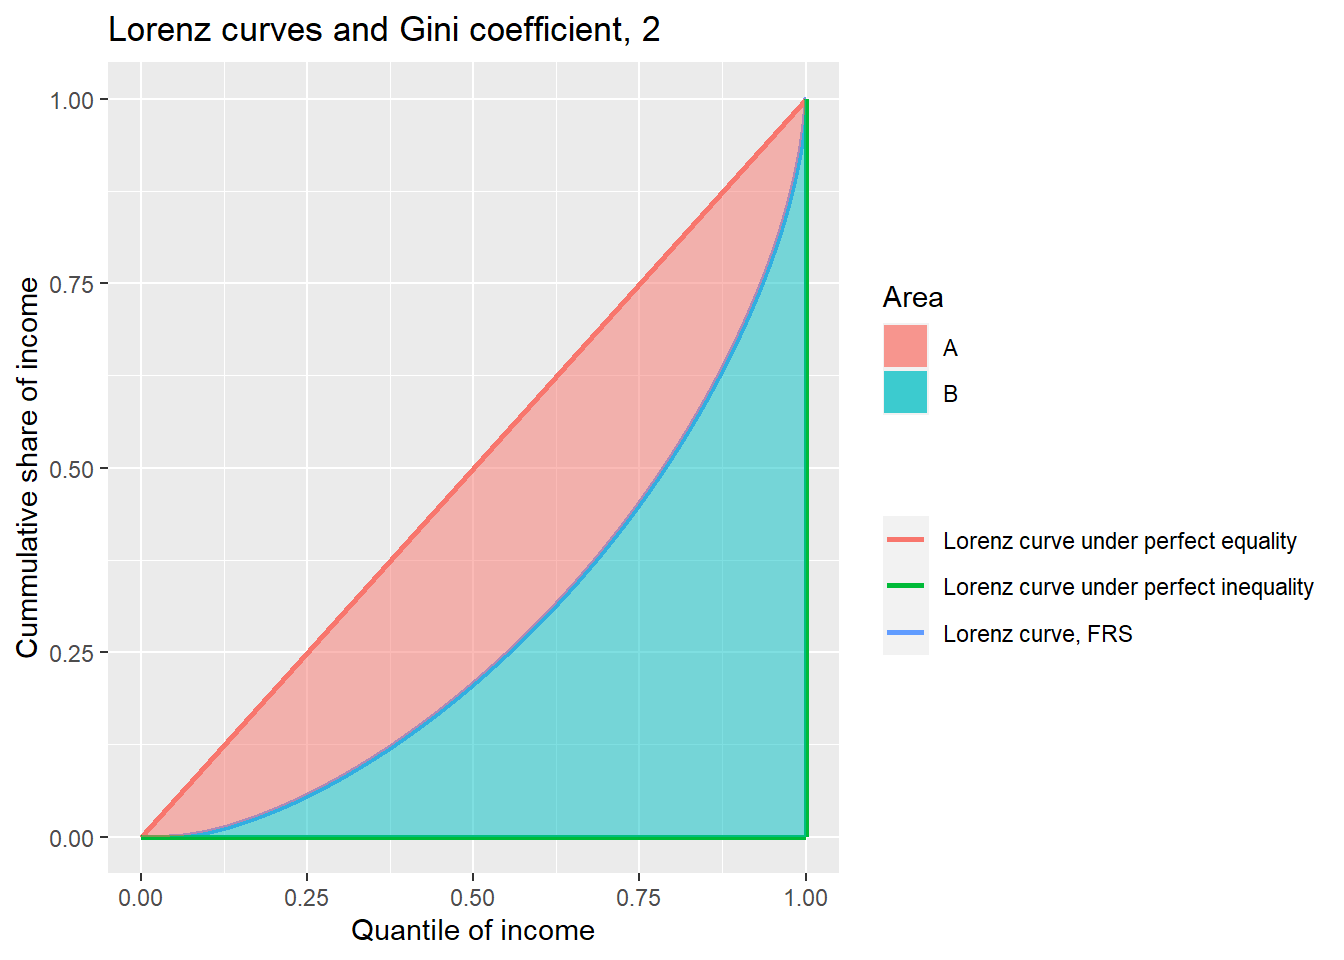 Lorenz curves and Gini coefficient, 2
Cummulative share of income
1.00
0.75
0.50
0.25
0.00
0.00 0.25 0.50 0.75 1.00
Quantile of income
Area
A
B
Lorenz curve under perfect equality
Lorenz curve under perfect inequality
Lorenz curve, FRS